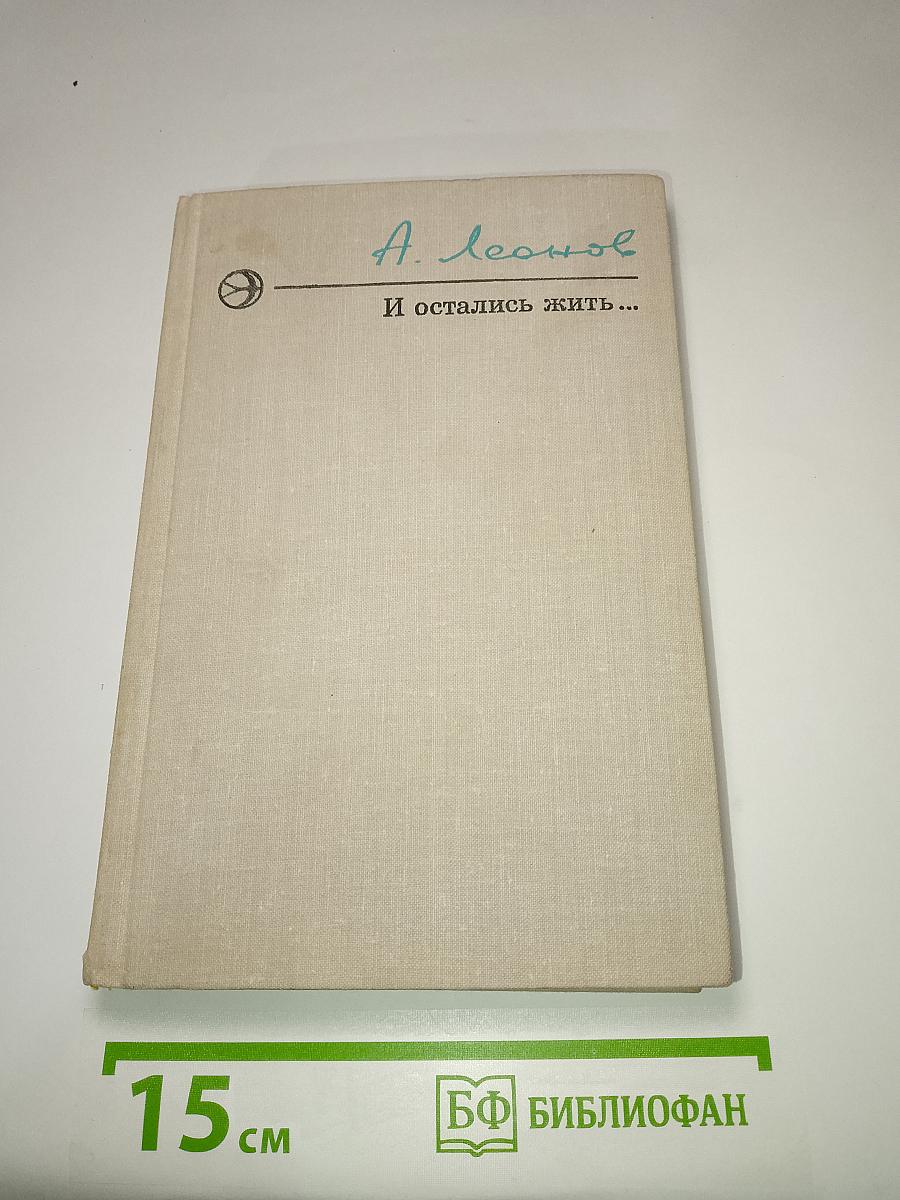 А. Леонов
И остались жить...
15 см
БФ БИБЛИОФАН